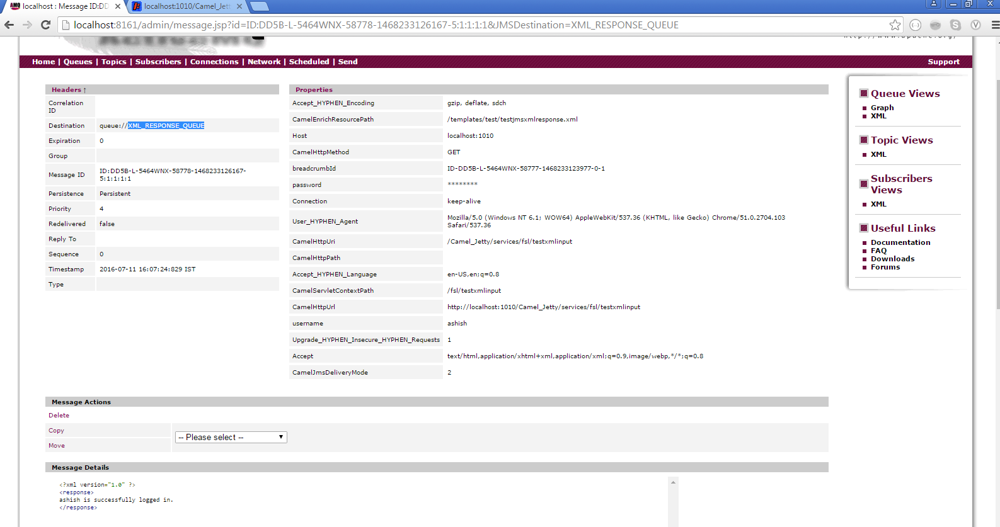 localhost : Message ID:DD
localhost:1010/Camel_Jett
localhost:8161/admin/message.jsp?id=ID:DD5B-L-5464WNX-58778-1468233126167-5:1:1:1:1&JMSDestination=XML_RESPONSE_QUEUE
Home | Queues | Topics | Subscribers | Connections | Network | Scheduled | Send
Support
Headers ↑
Correlation
ID
Destination queue://XML_RESPONSE_QUEUE
Expiration 0
Group
Message ID ID:DD5B-L-5464WNX-58778-1468233126167-
5:1:1:1:1
Persistence Persistent
Priority 4
Redelivered false
Reply To
Sequence 0
Timestamp 2016-07-11 16:07:24:829 IST
Type
Properties
Accept_HYPHEN_Encoding gzip, deflate, sdch
CamelEnrichResourcePath /templates/test/testjmsxmlresponse.xml
Host localhost:1010
CamelHttpMethod GET
breadcrumbId ID-DD5B-L-5464WNX-58777-1468233123977-0-1
password ********
Connection keep-alive
User_HYPHEN_Agent Mozilla/5.0 (Windows NT 6.1; WOW64) AppleWebKit/537.36 (KHTML, like Gecko) Chrome/51.0.2704.103
Safari/537.36
CamelHttpUri /Camel_Jetty/services/fsl/testxmlinput
CamelHttpPath
Accept_HYPHEN_Language en-US,en;q=0.8
CamelServletContextPath /fsl/testxmlinput
CamelHttpUrl http://localhost:1010/Camel_Jetty/services/fsl/testxmlinput
username ashish
Upgrade_HYPHEN_Insecure_HYPHEN_Requests 1
Accept text/html,application/xhtml+xml,application/xml;q=0.9,image/webp,*/*;q=0.8
CamelJmsDeliveryMode 2
Queue Views
Graph
XML
Topic Views
XML
Subscribers
Views
XML
Useful Links
Documentation
FAQ
Downloads
Forums
Message Actions
Delete
Copy
-- Please select --
Move
Message Details
<?xml version="1.0" ?>
<response>
ashish is successfully logged in.
</response>